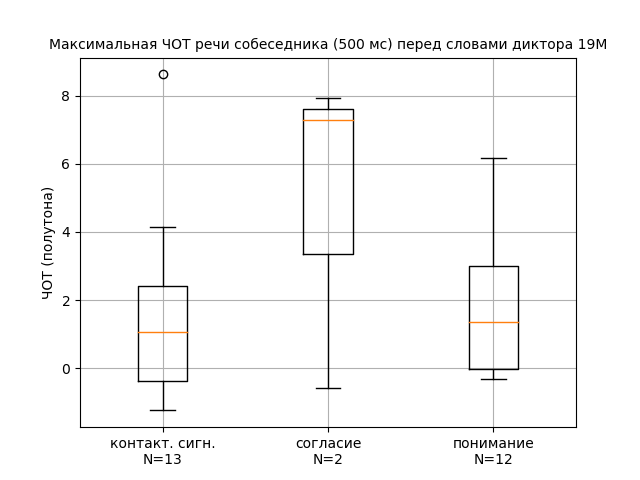 Максимальная ЧОТ речи собеседника (500 мс) перед словами диктора 19М
ЧОТ (полутона)
8
6
4
2
0
контакт. сигн. согласие понимание
N=13 N=2 N=12